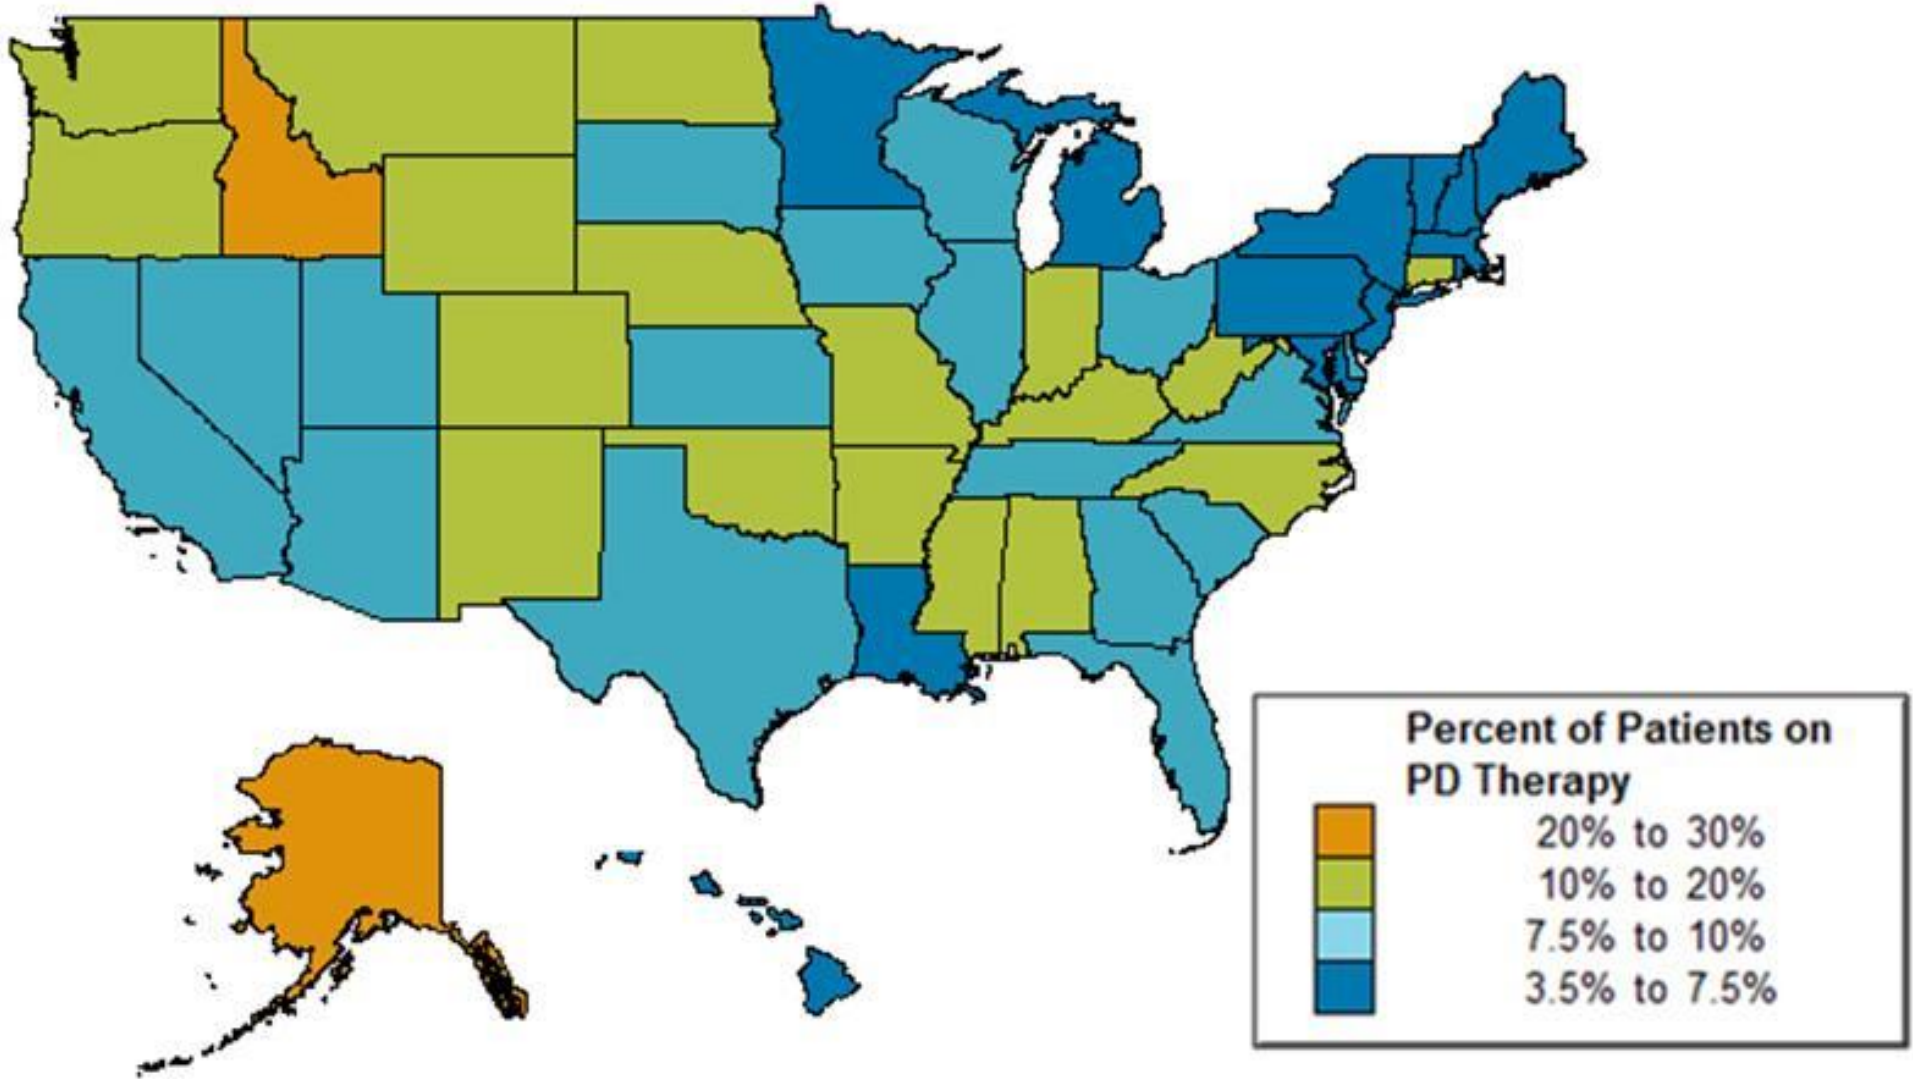 Percent of Patients on
PD Therapy
20% to 30%
10% to 20%
7.5% to 10%
3.5% to 7.5%